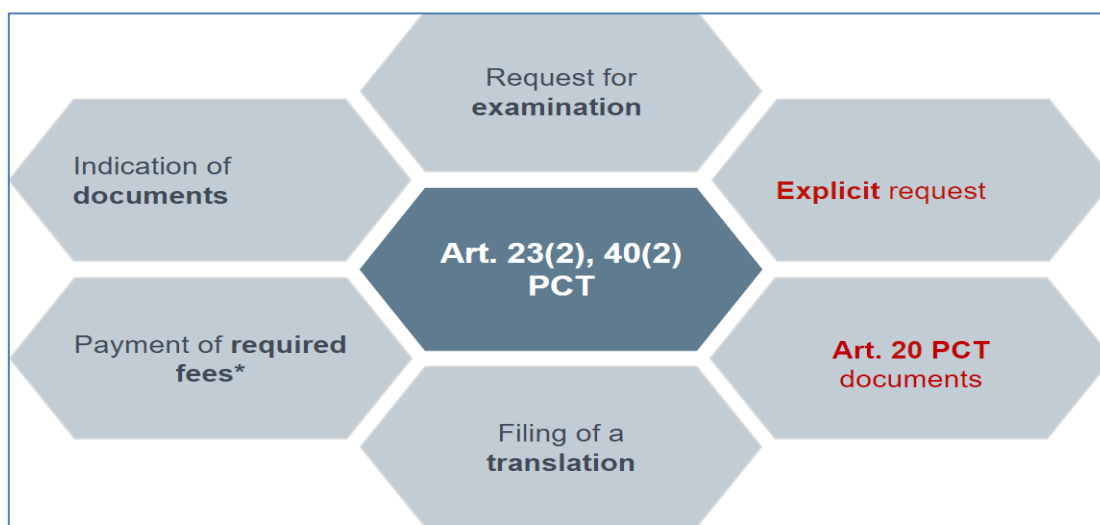 Request for
examination
Indication of
documents
Explicit request
Art. 23(2), 40(2)
PCT
Payment of required
fees*
Art. 20 PCT
documents
Filing of a
translation